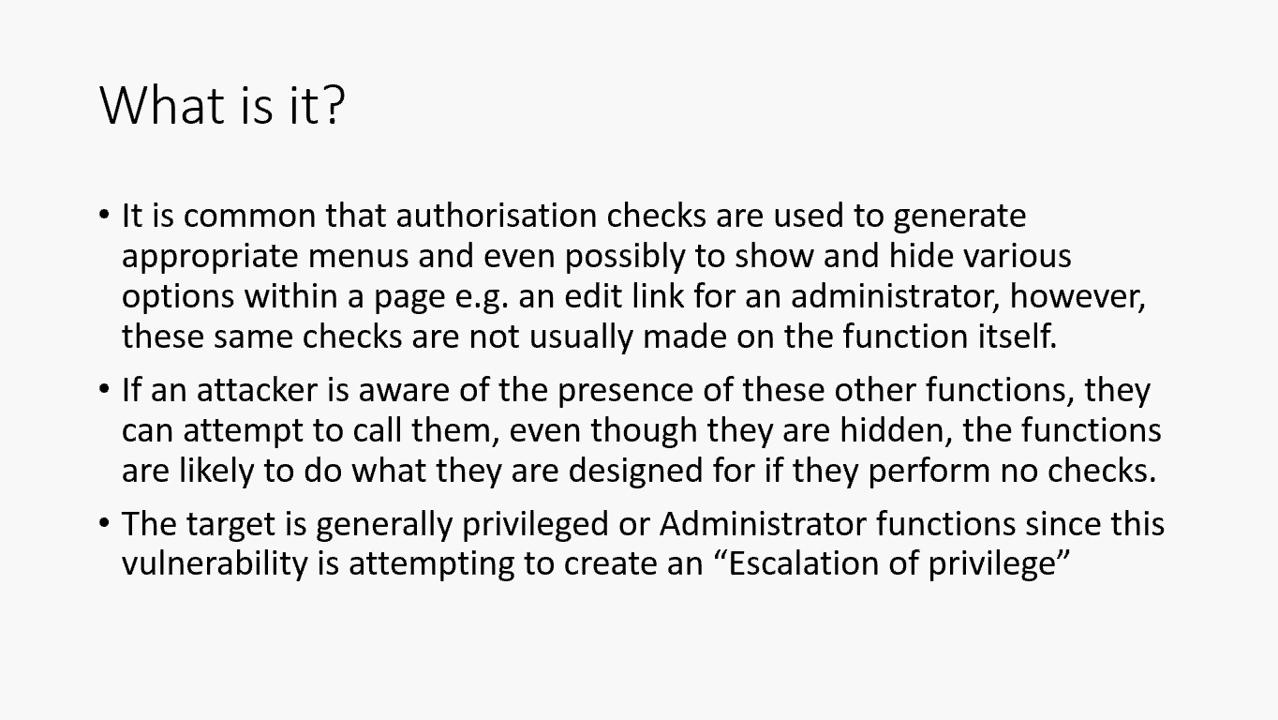 What is it?
• It is common that authorisation checks are used to generate
appropriate menus and even possibly to show and hide various
options within a page e.g. an edit link for an administrator, however,
these same checks are not usually made on the function itself.
• If an attacker is aware of the presence of these other functions, they
can attempt to call them, even though they are hidden, the functions
are likely to do what they are designed for if they perform no checks.
• The target is generally privileged or Administrator functions since this
vulnerability is attempting to create an “Escalation of privilege”